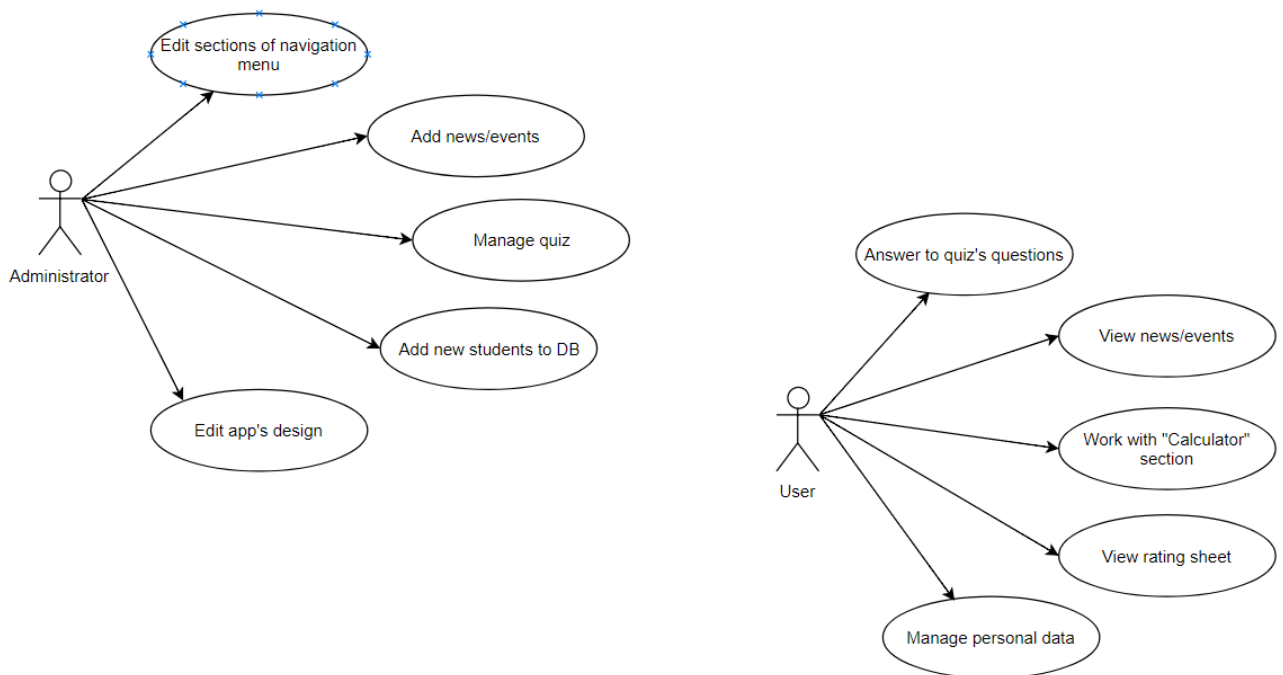 Edit sections of navigation
menu
Add news/events
Manage quiz
Administrator
Add new students to DB
Edit app's design
Answer to quiz's questions
View news/events
Work with "Calculator"
section
User
View rating sheet
Manage personal data